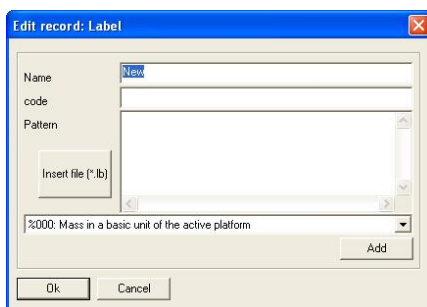 Edit record: Label
Name
New
code
Pattern
Insert file (*.lb)
%000: Mass in a basic unit of the active platform
Add
Ok
Cancel